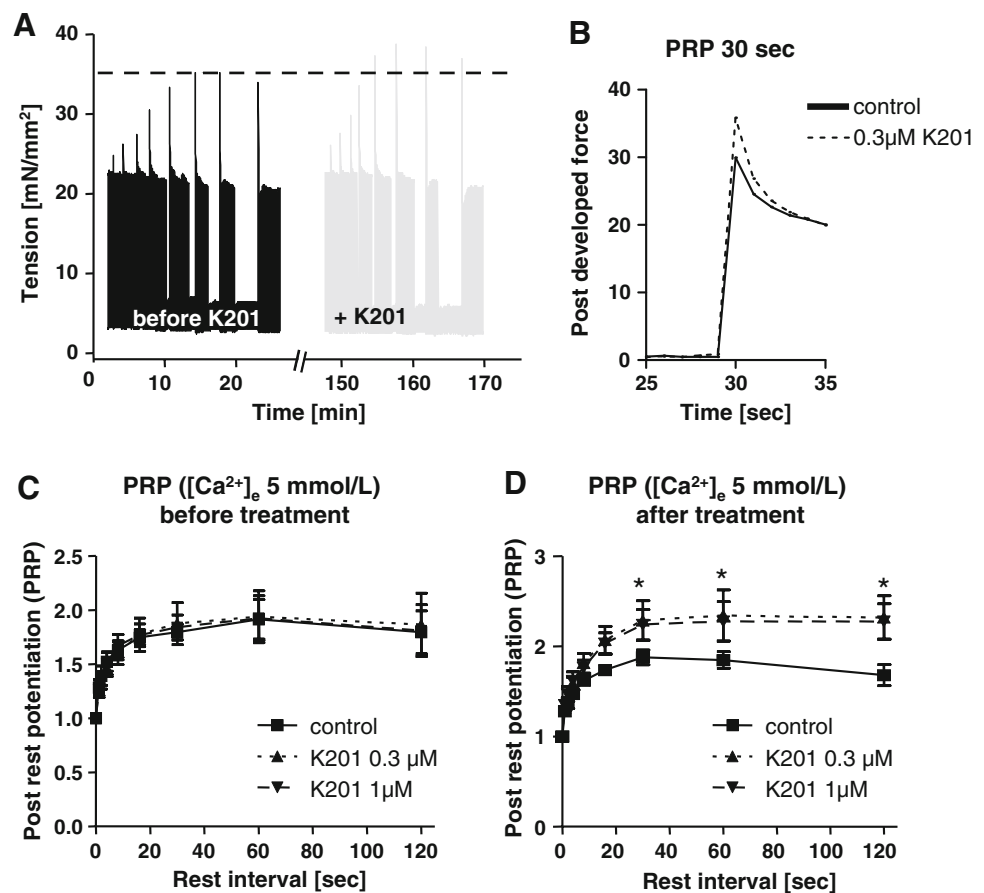 A
40
30
20
10
0
Tension [mN/mm²]
before K201
+ K201
0
10
20
150
160
170
Time [min]
B
PRP 30 sec
40
30
20
10
0
Post developed force
control
0.3µM K201
25
30
35
Time [sec]
C
PRP ([Ca²⁺]ₑ 5 mmol/L)
before treatment
2.5
2.0
1.5
1.0
0.5
0.0
Post rest potentiation (PRP)
control
K201 0.3 µM
K201 1µM
0
20
40
60
80
100
120
Rest interval [sec]
D
PRP ([Ca²⁺]ₑ 5 mmol/L)
after treatment
3
2
1
0
Post rest potentiation (PRP)
*
*
*
control
K201 0.3 µM
K201 1µM
0
20
40
60
80
100
120
Rest interval [sec]